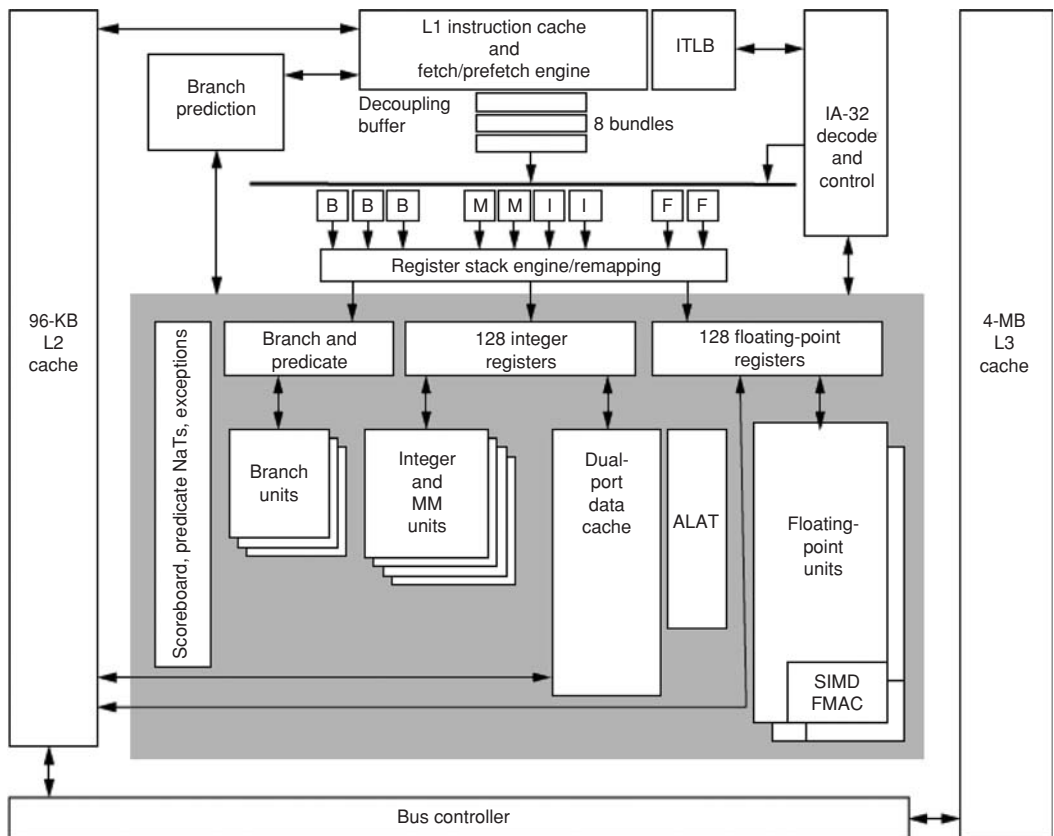 L1 instruction cache
and
fetch/prefetch engine
ITLB
Branch
prediction
Decoupling
buffer
8 bundles
IA-32
decode
and
control
B
B
B
M
M
I
I
F
F
Register stack engine/remapping
96-KB
L2
cache
4-MB
L3
cache
Scoreboard, predicate NaTs, exceptions
Branch and
predicate
128 integer
registers
128 floating-point
registers
Branch
units
Integer
and
MM
units
Dual-
port
data
cache
ALAT
Floating-
point
units
SIMD
FMAC
Bus controller